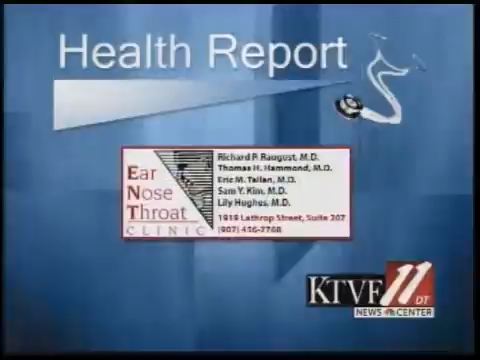 Health Report
Ear
Nose
Throat
CLINIC
Richard P. Raugust, M.D.
Thomas H. Hammond, M.D.
Eric M. Tallan, M.D.
Sam Y. Kim, M.D.
Lily Hughes, M.D.
1919 Lathrop Street, Suite 207
(907) 456-7768
KTVF 11
DT
NEWS CENTER